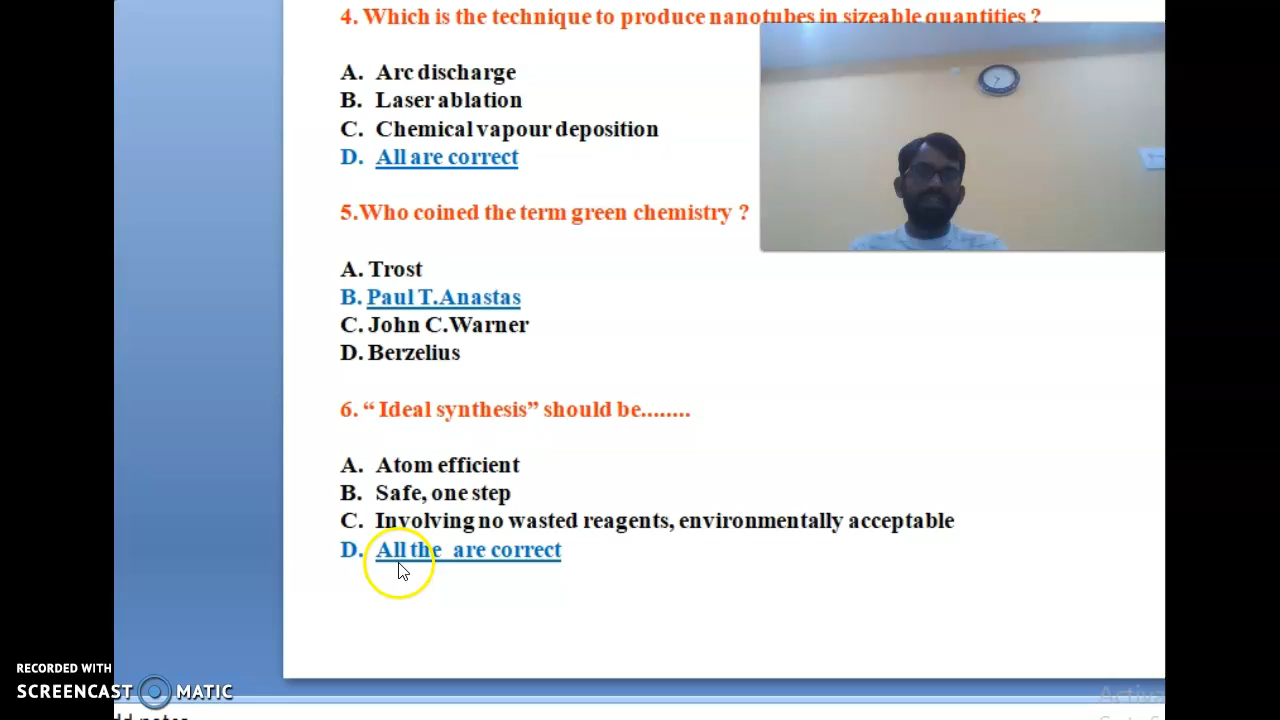 4. Which is the technique to produce nanotubes in sizeable quantities ?
A. Arc discharge
B. Laser ablation
C. Chemical vapour deposition
D. All are correct
5.Who coined the term green chemistry ?
A. Trost
B. Paul T.Anastas
C. John C.Warner
D. Berzelius
6. “ Ideal synthesis” should be........
A. Atom efficient
B. Safe, one step
C. Involving no wasted reagents, environmentally acceptable
D. All the are correct
RECORDED WITH
SCREENCAST MATIC